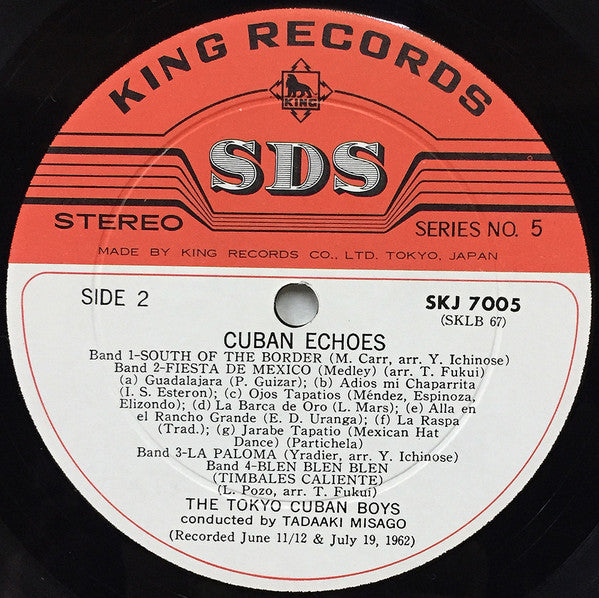 KING RECORDS
KING
SDS
STEREO
SERIES NO. 5
MADE BY KING RECORDS CO., LTD. TOKYO, JAPAN
SIDE 2
SKJ 7005
(SKLB 67)
CUBAN ECHOES
Band 1-SOUTH OF THE BORDER (M. Carr, arr. Y. Ichinose)
Band 2-FIESTA DE MEXICO (Medley) (arr. T. Fukui)
(a) Guadalajara (P. Guizar); (b) Adios mi Chaparrita
(I. S. Esteron); (c) Ojos Tapatios (Méndez, Espinoza,
Elizondo); (d) La Barca de Oro (L. Mars); (e) Alla en
el Rancho Grande (E. D. Uranga); (f) La Raspa
(Trad.); (g) Jarabe Tapatio (Mexican Hat
Dance) (Partichela)
Band 3-LA PALOMA (Yradier, arr. Y. Ichinose)
Band 4-BLEN BLEN BLEN
(TIMBALES CALIENTE)
(L. Pozo, arr. T. Fukui)
THE TOKYO CUBAN BOYS
conducted by TADAAKI MISAGO
(Recorded June 11/12 & July 19, 1962)